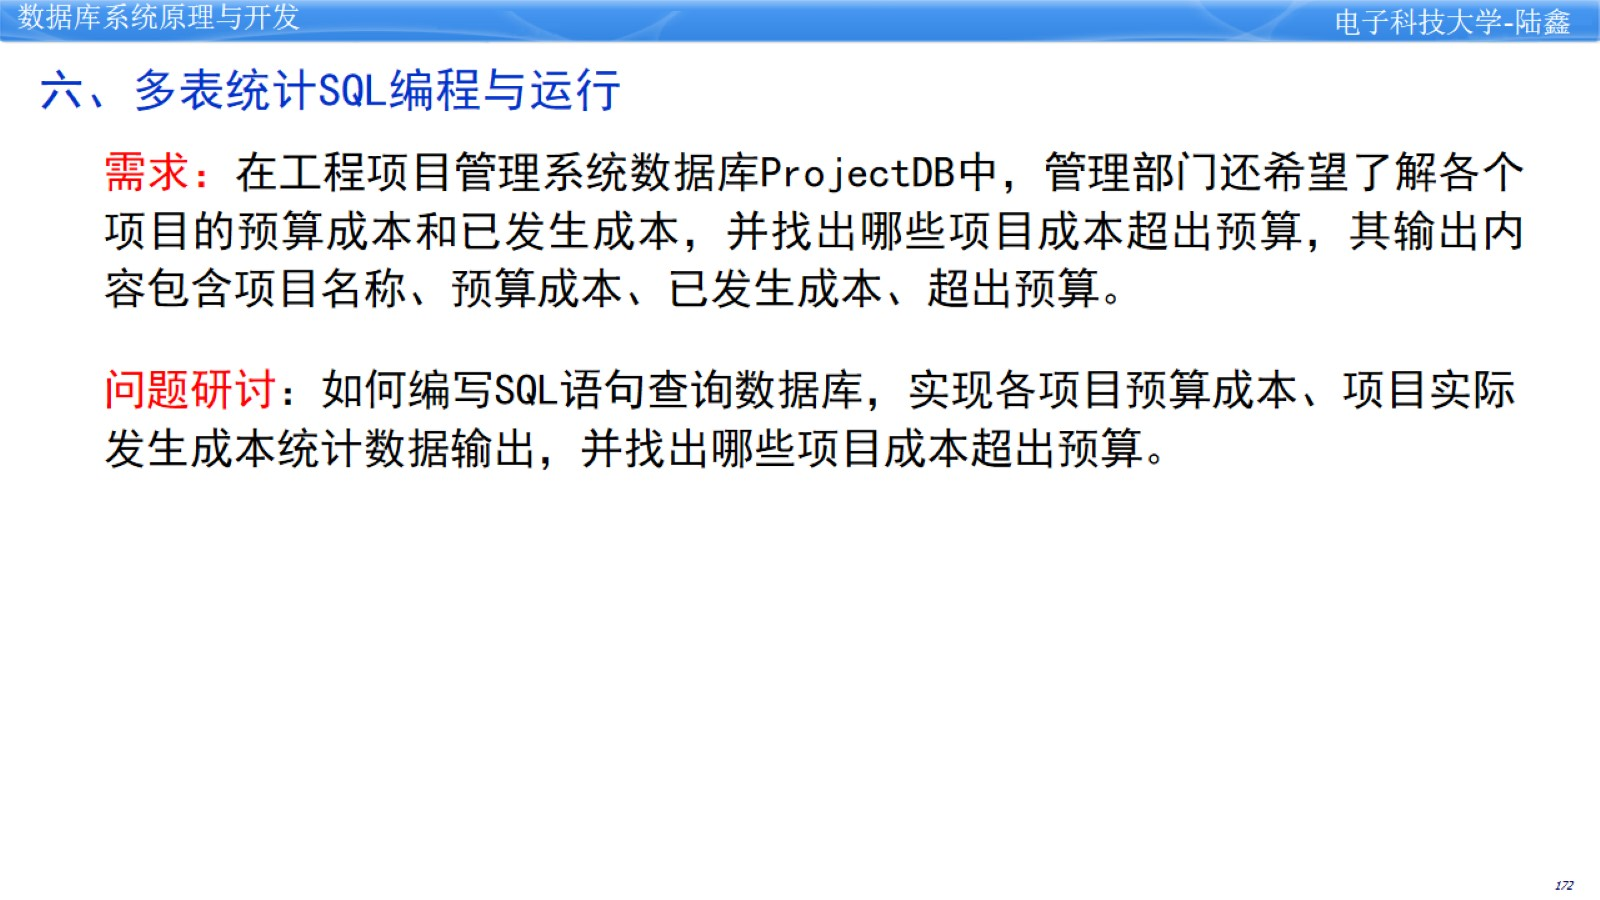 数据库系统原理与开发
电子科技大学-陆鑫
六、多表统计SQL编程与运行
需求：在工程项目管理系统数据库ProjectDB中，管理部门还希望了解各个
项目的预算成本和已发生成本，并找出哪些项目成本超出预算，其输出内
容包含项目名称、预算成本、已发生成本、超出预算。
问题研讨：如何编写SQL语句查询数据库，实现各项目预算成本、项目实际
发生成本统计数据输出，并找出哪些项目成本超出预算。
172